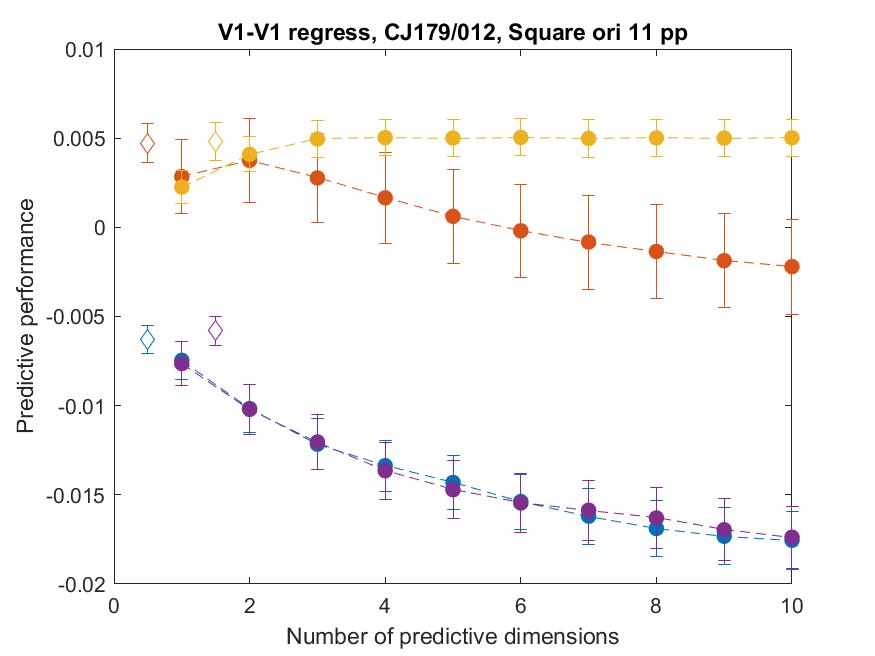 V1-V1 regress, CJ179/012, Square ori 11 pp
0.01
0.005
0
-0.005
-0.01
-0.015
-0.02
Predictive performance
0 2 4 6 8 10
Number of predictive dimensions